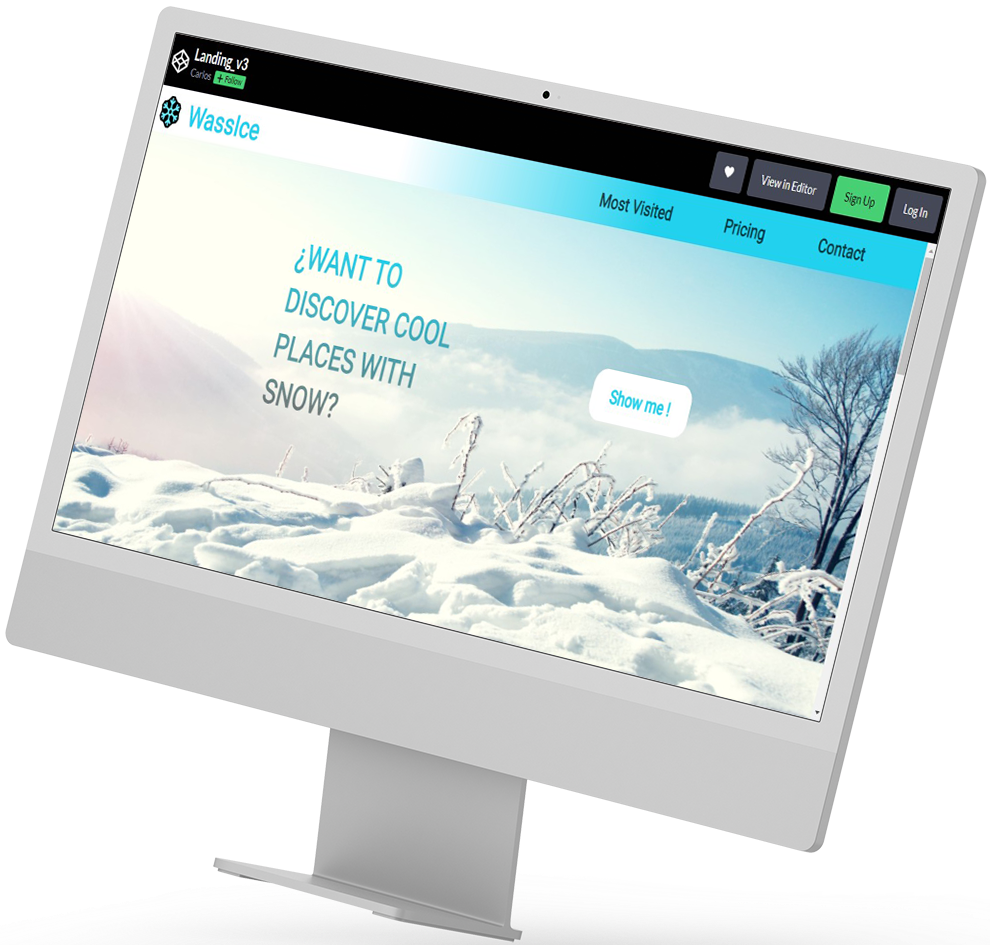 Landing_v3
Carlos + Follow
View in Editor
Sign Up
Log In
WassIce
Most Visited
Pricing
Contact
¿WANT TO
DISCOVER COOL
PLACES WITH
SNOW?
Show me !